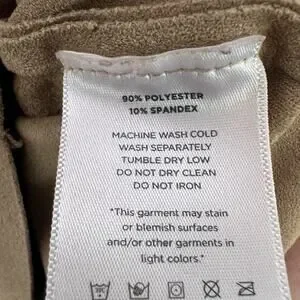 90% POLYESTER
10% SPANDEX
MACHINE WASH COLD
WASH SEPARATELY
TUMBLE DRY LOW
DO NOT DRY CLEAN
DO NOT IRON
*This garment may stain
or blemish surfaces
and/or other garments in
light colors.*